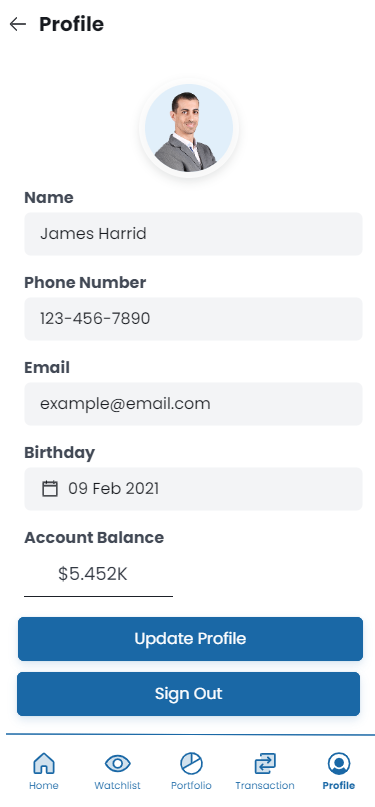 Profile
Name
James Harrid
Phone Number
123-456-7890
Email
example@email.com
Birthday
09 Feb 2021
Account Balance
$5.452K
Update Profile
Sign Out
Home Watchlist Portfolio Transaction Profile